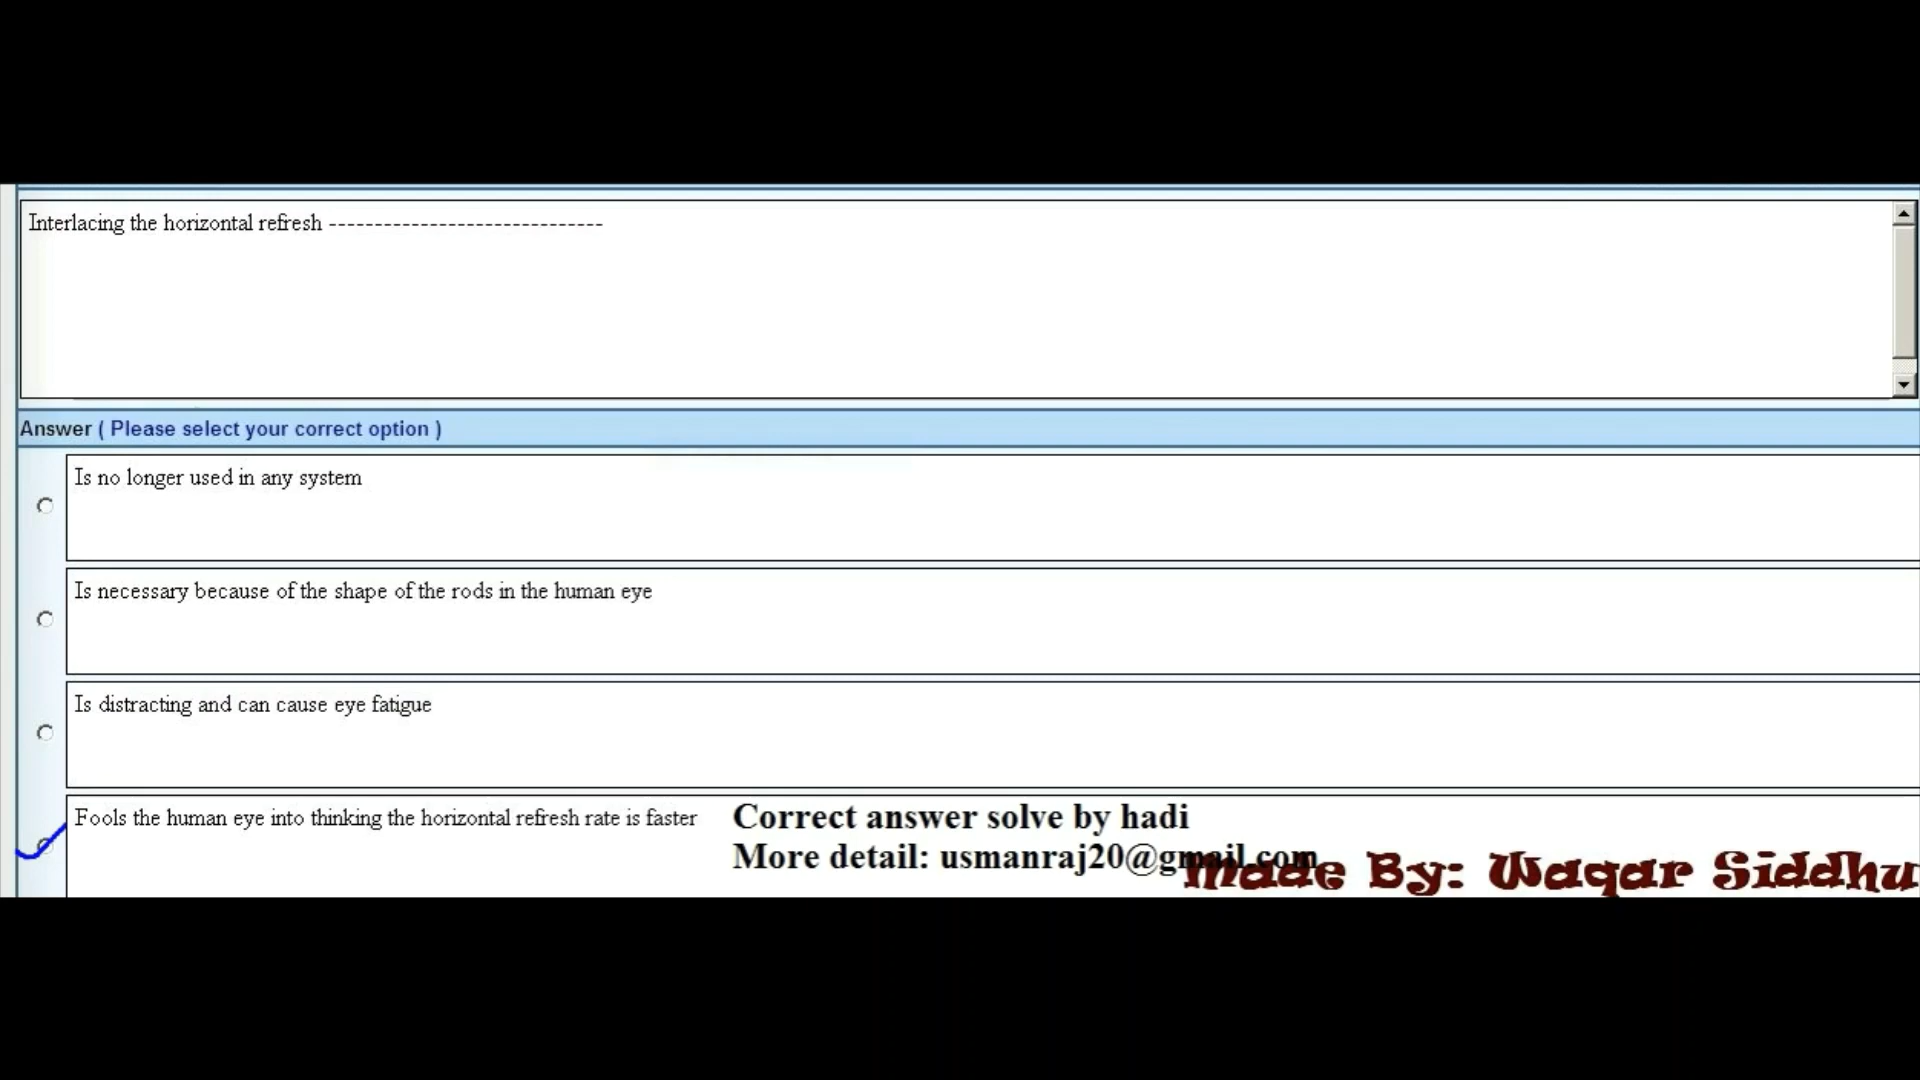 Interlacing the horizontal refresh ------------------------------
Answer ( Please select your correct option )
Is no longer used in any system
Is necessary because of the shape of the rods in the human eye
Is distracting and can cause eye fatigue
Fools the human eye into thinking the horizontal refresh rate is faster
Correct answer solve by hadi
More detail: usmanraj20@gmail.com
Made By: Waqar Siddhu